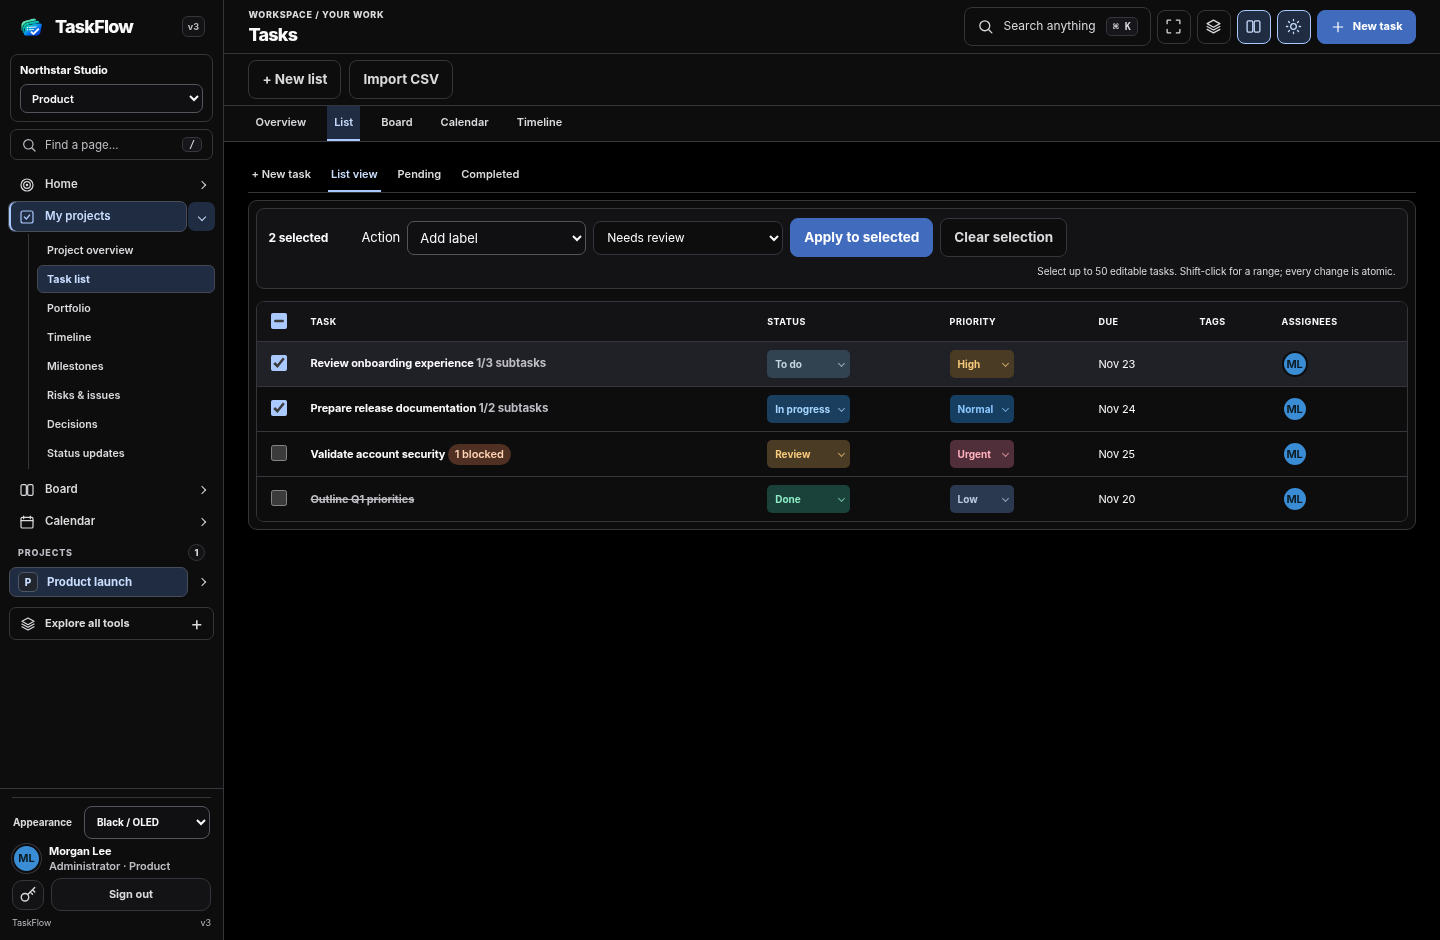 TaskFlow
v3
Northstar Studio
Product
Find a page...
/
Home
My projects
Project overview
Task list
Portfolio
Timeline
Milestones
Risks & issues
Decisions
Status updates
Board
Calendar
PROJECTS
1
P
Product launch
Explore all tools
+
Appearance
Black / OLED
ML
Morgan Lee
Administrator · Product
Sign out
TaskFlow
v3
WORKSPACE / YOUR WORK
Tasks
Search anything
⌘ K
+ New task
+ New list
Import CSV
Overview
List
Board
Calendar
Timeline
+ New task
List view
Pending
Completed
2 selected
Action
Add label
Needs review
Apply to selected
Clear selection
Select up to 50 editable tasks. Shift-click for a range; every change is atomic.
TASK STATUS PRIORITY DUE TAGS ASSIGNEES
Review onboarding experience 1/3 subtasks To do High Nov 23 ML
Prepare release documentation 1/2 subtasks In progress Normal Nov 24 ML
Validate account security 1 blocked Review Urgent Nov 25 ML
Outline Q1 priorities Done Low Nov 20 ML